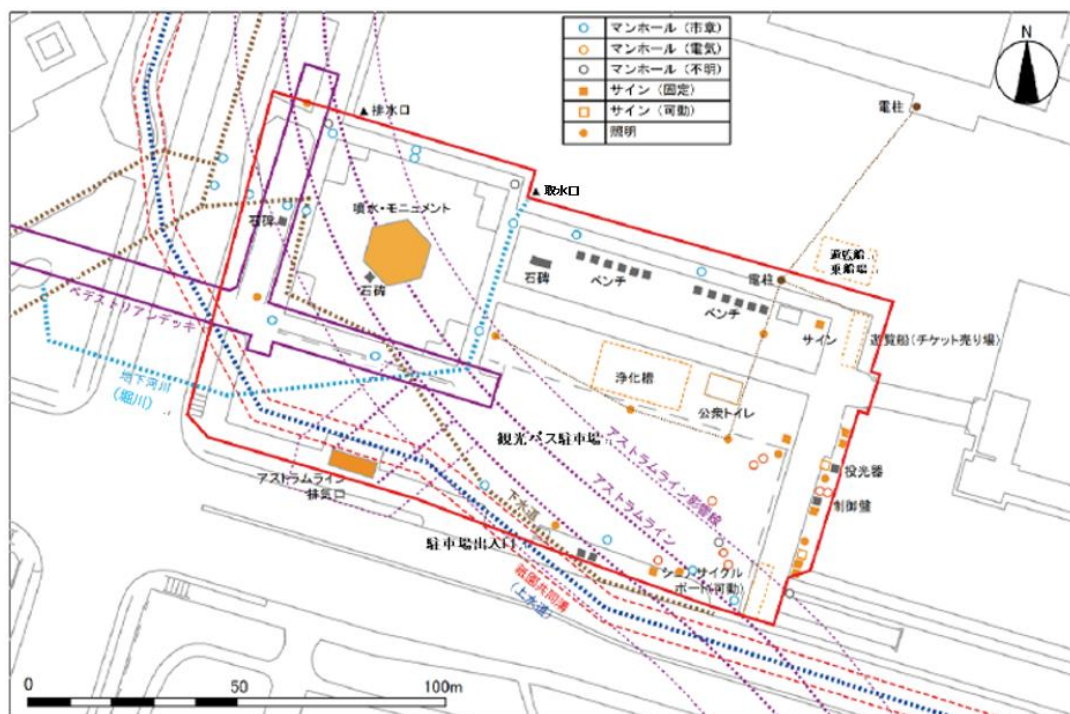 マンホール（市章）
マンホール（電気）
マンホール（不明）
サイン（固定）
サイン（可動）
照明
N
電柱
▲排水口
▲取水口
噴水・モニュメント
石碑
石碑
石碑
ベンチ
ベンチ
電柱
遊覧船
乗船場
サイン
遊覧船（チケット売り場）
ペデストリアンデッキ
地下河川
（堀川）
浄化槽
公衆トイレ
観光バス駐車場
アストラムライン影響線
アストラムライン
投光器
制御盤
アストラムライン
排気口
下水道
駐車場出入口
祇園共同溝
（上水道）
シェアサイクル
ポート（可動）
0
50
100m